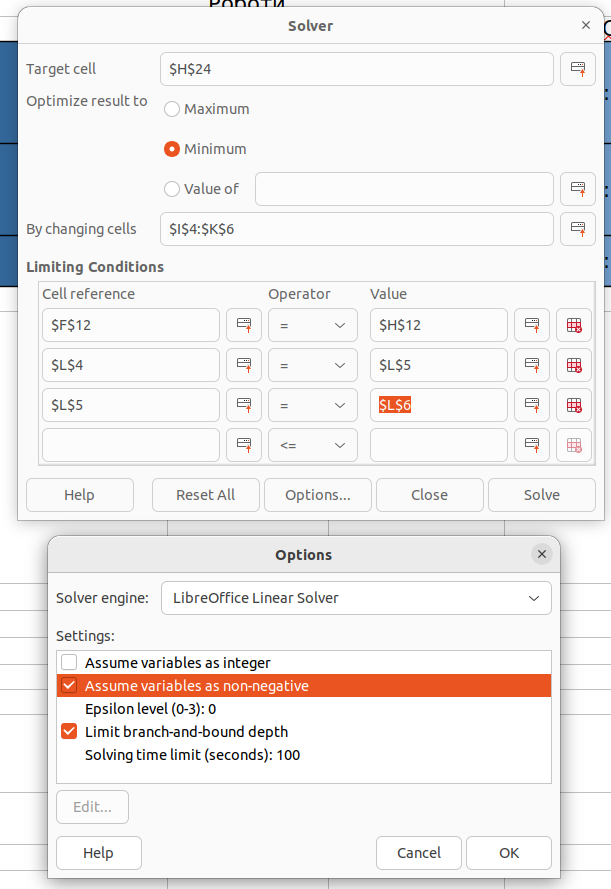 Роботи
Solver
Target cell $H$24
Optimize result to
Maximum
Minimum
Value of
By changing cells $I$4:$K$6
Limiting Conditions
Cell reference Operator Value
$F$12 = $H$12
$L$4 = $L$5
$L$5 = $L$6
<=
Help Reset All Options... Close Solve
Options
Solver engine: LibreOffice Linear Solver
Settings:
Assume variables as integer
Assume variables as non-negative
Epsilon level (0-3): 0
Limit branch-and-bound depth
Solving time limit (seconds): 100
Edit...
Help Cancel OK